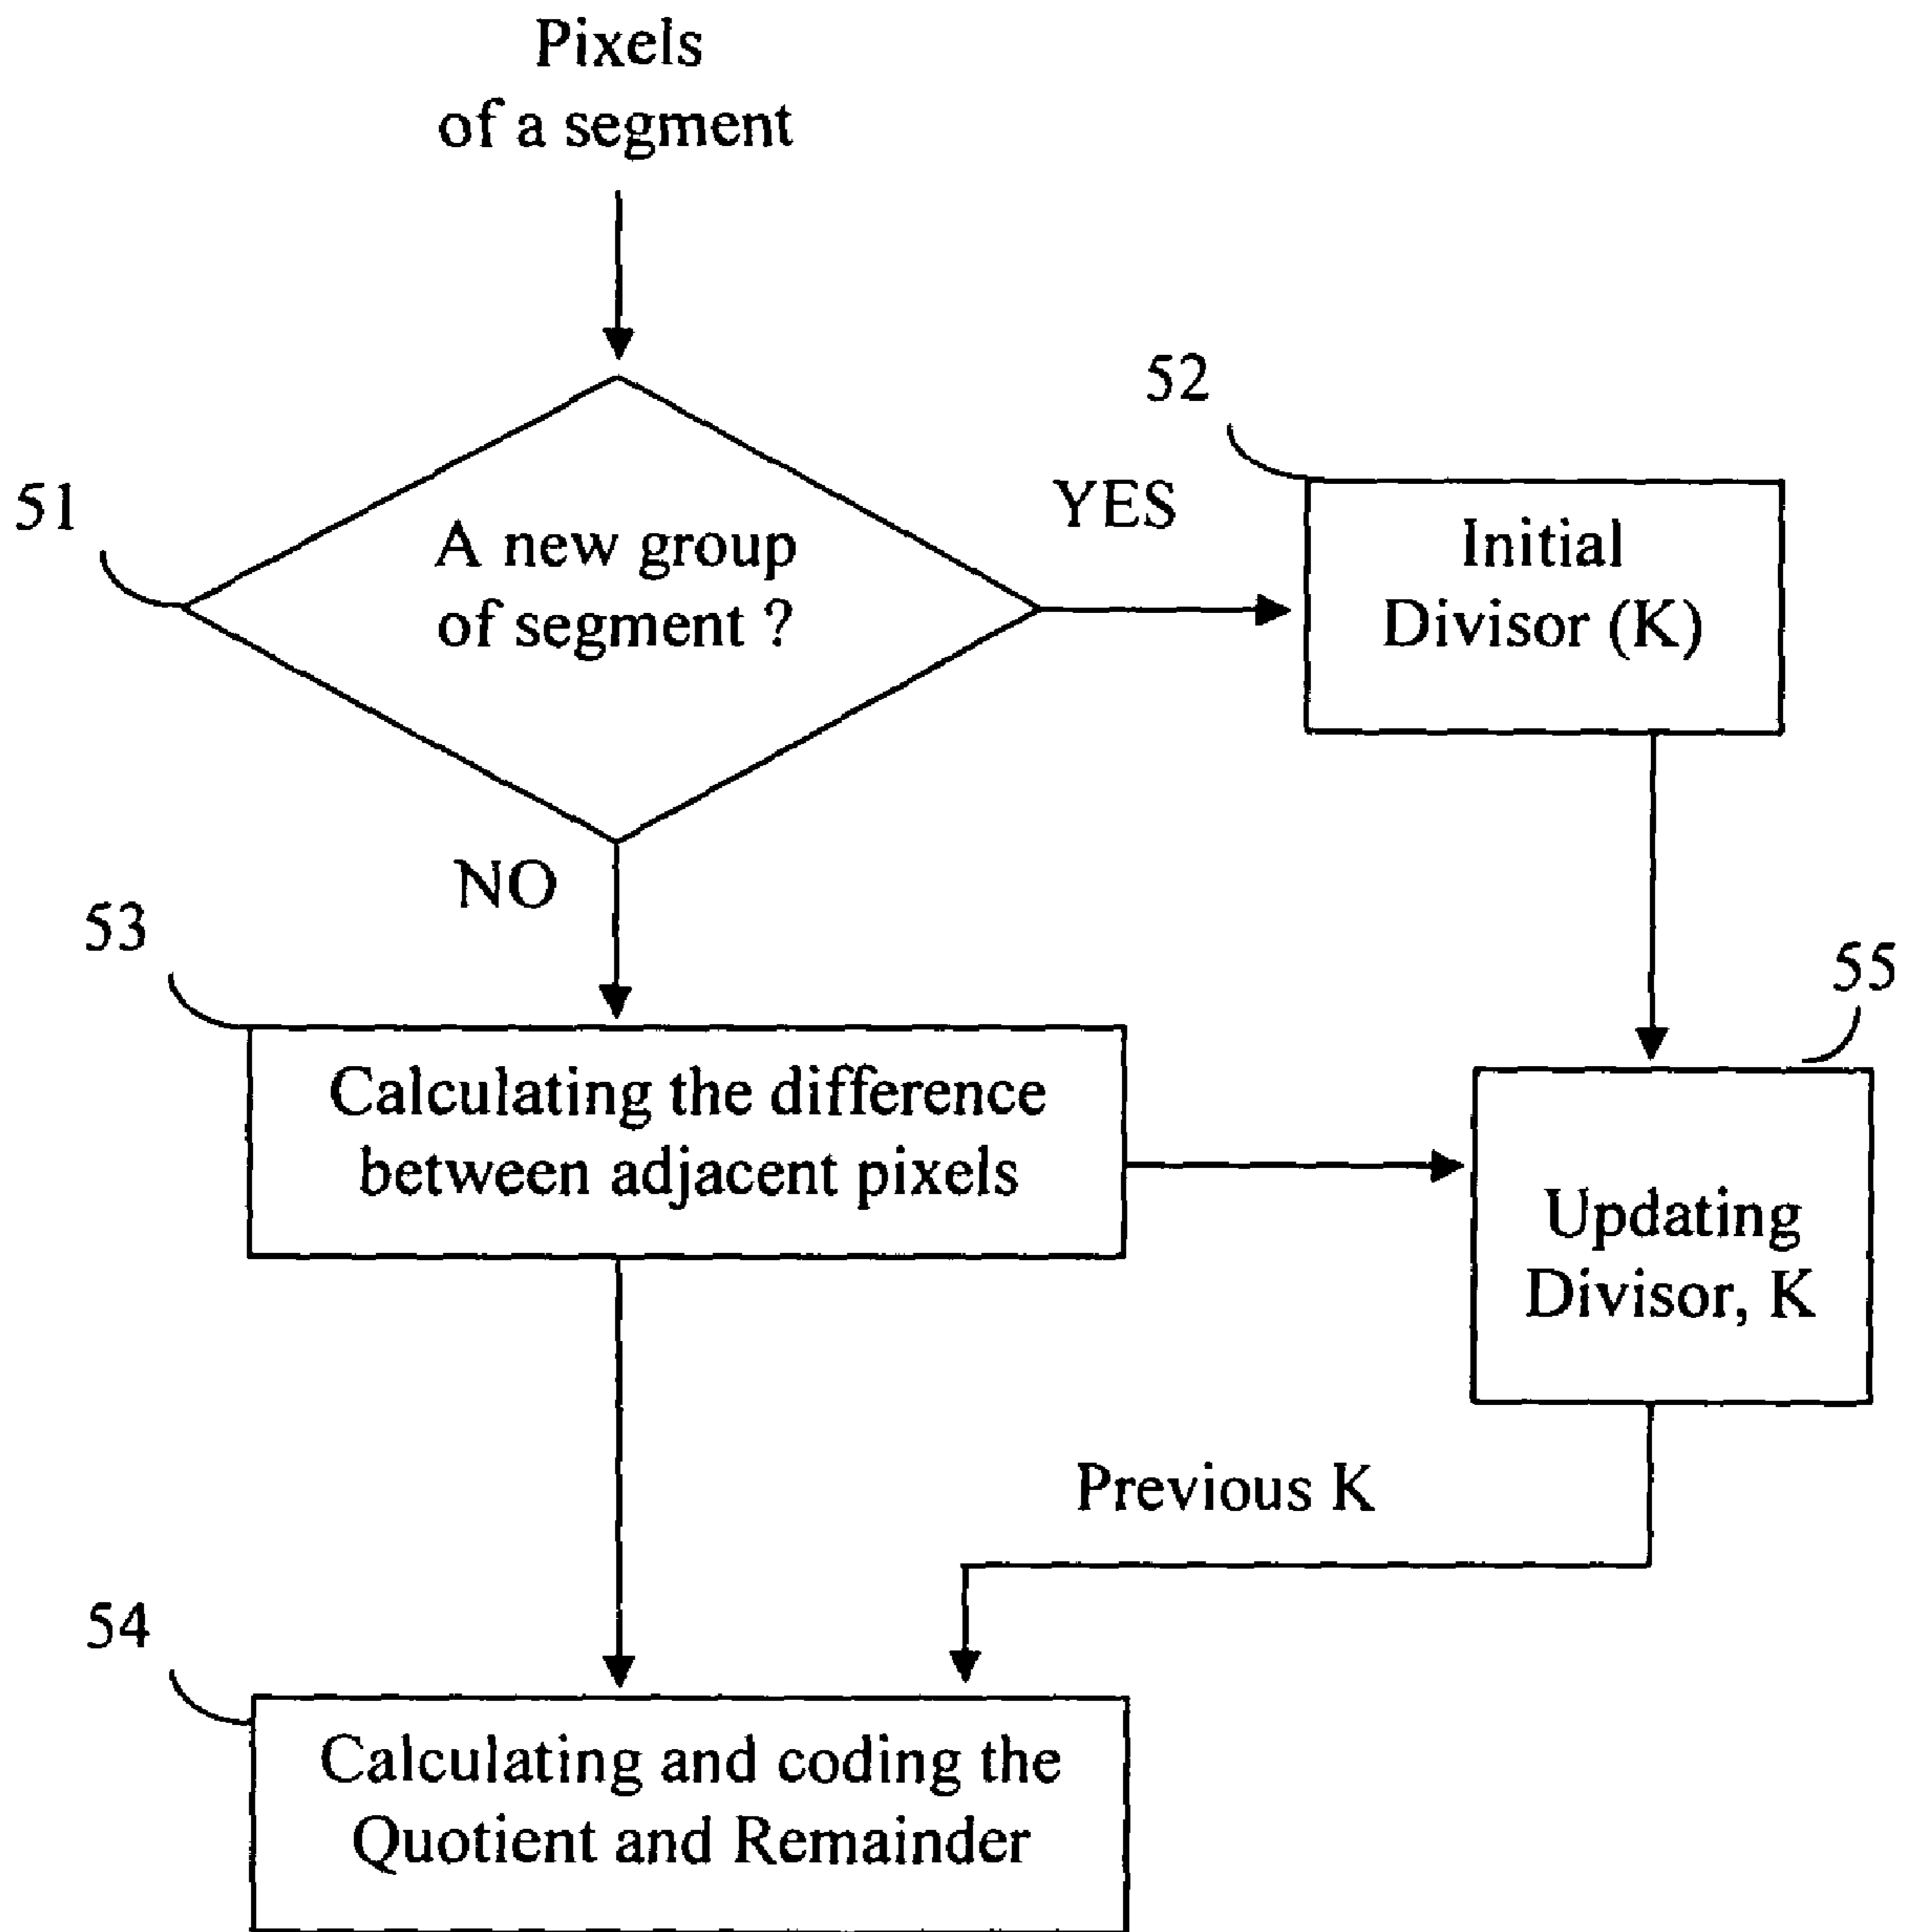 Pixels
of a segment
52
51
YES
A new group
of segment ?
Initial
Divisor (K)
NO
53
55
Calculating the difference
between adjacent pixels
Updating
Divisor, K
Previous K
54
Calculating and coding the
Quotient and Remainder